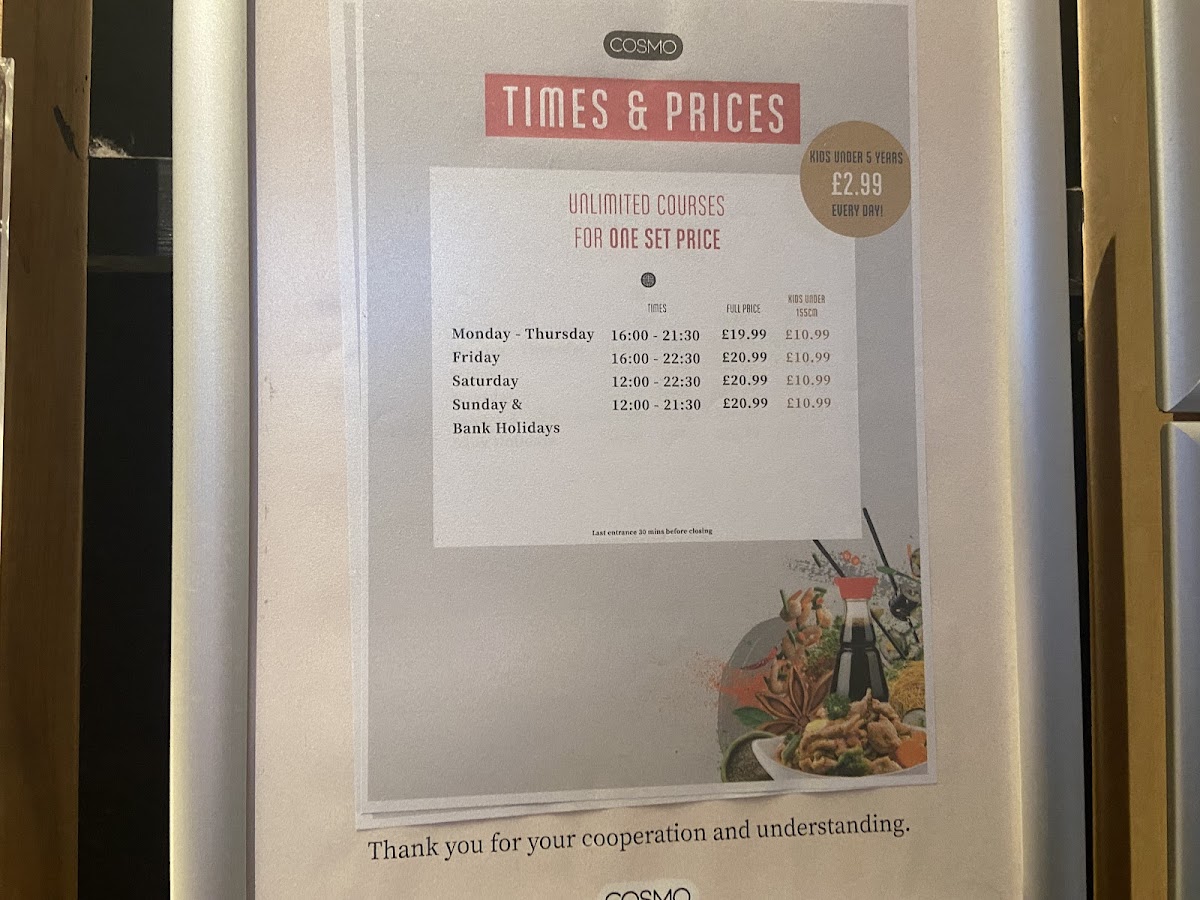 COSMO
TIMES & PRICES
KIDS UNDER 5 YEARS
£2.99
EVERY DAY!
UNLIMITED COURSES
FOR ONE SET PRICE
TIMES FULL PRICE KIDS UNDER 155CM
Monday - Thursday 16:00 - 21:30 £19.99 £10.99
Friday 16:00 - 22:30 £20.99 £10.99
Saturday 12:00 - 22:30 £20.99 £10.99
Sunday & 12:00 - 21:30 £20.99 £10.99
Bank Holidays
Last entrance 30 mins before closing
Thank you for your cooperation and understanding.
COSMO